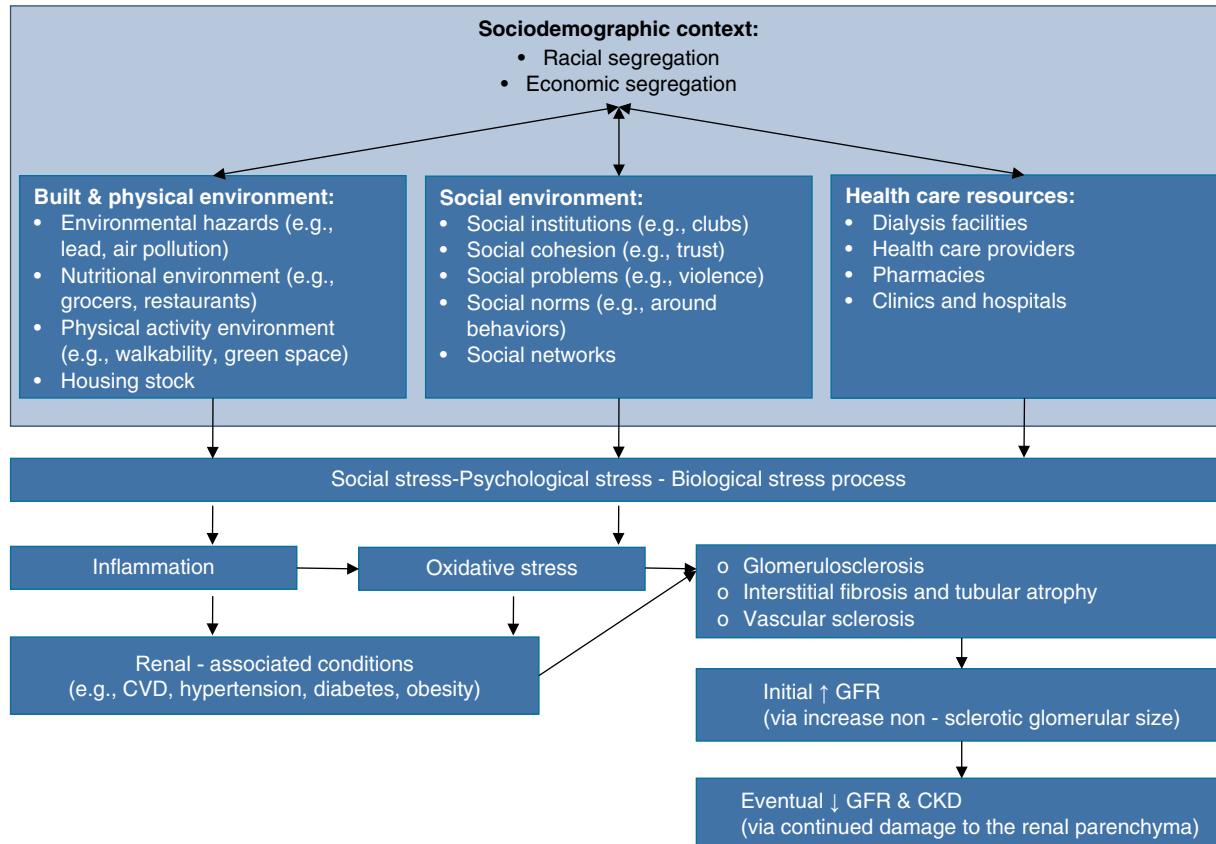 Sociodemographic context:
• Racial segregation
• Economic segregation
Built & physical environment:
• Environmental hazards (e.g.,
lead, air pollution)
• Nutritional environment (e.g.,
grocers, restaurants)
• Physical activity environment
(e.g., walkability, green space)
• Housing stock
Social environment:
• Social institutions (e.g., clubs)
• Social cohesion (e.g., trust)
• Social problems (e.g., violence)
• Social norms (e.g., around
behaviors)
• Social networks
Health care resources:
• Dialysis facilities
• Health care providers
• Pharmacies
• Clinics and hospitals
Social stress-Psychological stress - Biological stress process
Inflammation
Oxidative stress
o Glomerulosclerosis
o Interstitial fibrosis and tubular atrophy
o Vascular sclerosis
Renal - associated conditions
(e.g., CVD, hypertension, diabetes, obesity)
Initial ↑ GFR
(via increase non - sclerotic glomerular size)
Eventual ↓ GFR & CKD
(via continued damage to the renal parenchyma)